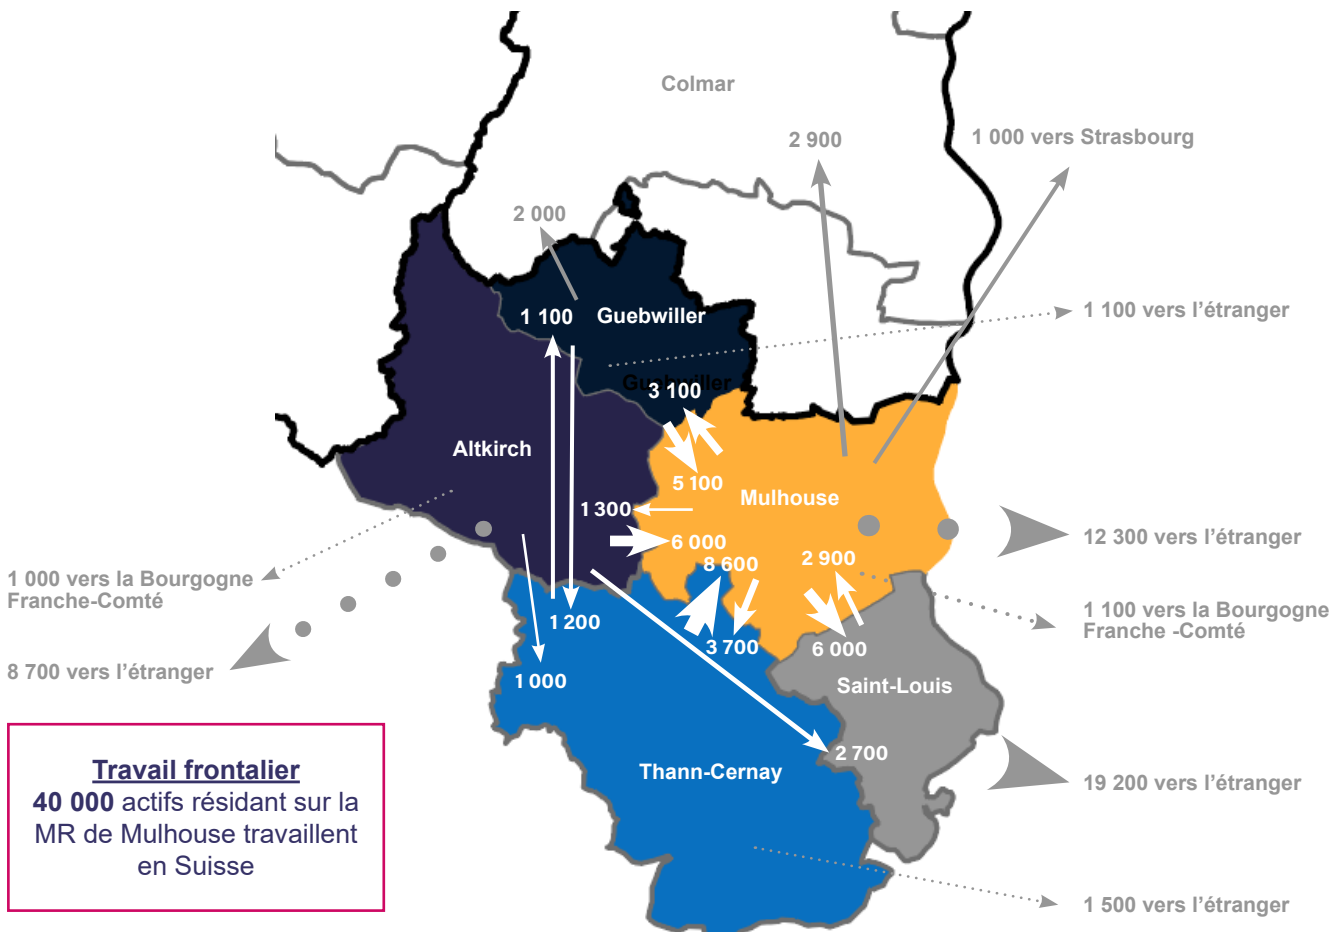 Colmar
2 900
1 000 vers Strasbourg
2 000
1 100
Guebwiller
1 100 vers l’étranger
Guebwiller
3 100
Altkirch
5 100
Mulhouse
1 300
6 000
12 300 vers l’étranger
8 600
2 900
1 000 vers la Bourgogne
Franche-Comté
1 100 vers la Bourgogne
Franche -Comté
1 200
3 700
6 000
8 700 vers l’étranger
1 000
Saint-Louis
2 700
Thann-Cernay
19 200 vers l’étranger
Travail frontalier
40 000 actifs résidant sur la
MR de Mulhouse travaillent
en Suisse
1 500 vers l’étranger